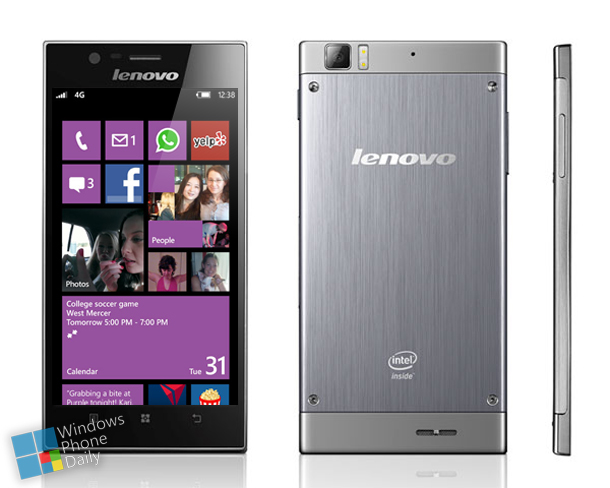 lenovo
4G
12:38
1
yelp
3
f
People
Photos
College soccer game
West Mercer
Tomorrow 5:00 PM - 7:00 PM
Calendar
Tue 31
"Grabbing a bite at
Purple tonight! Kari,
Windows
Phone
Daily
lenovo
intel
inside™